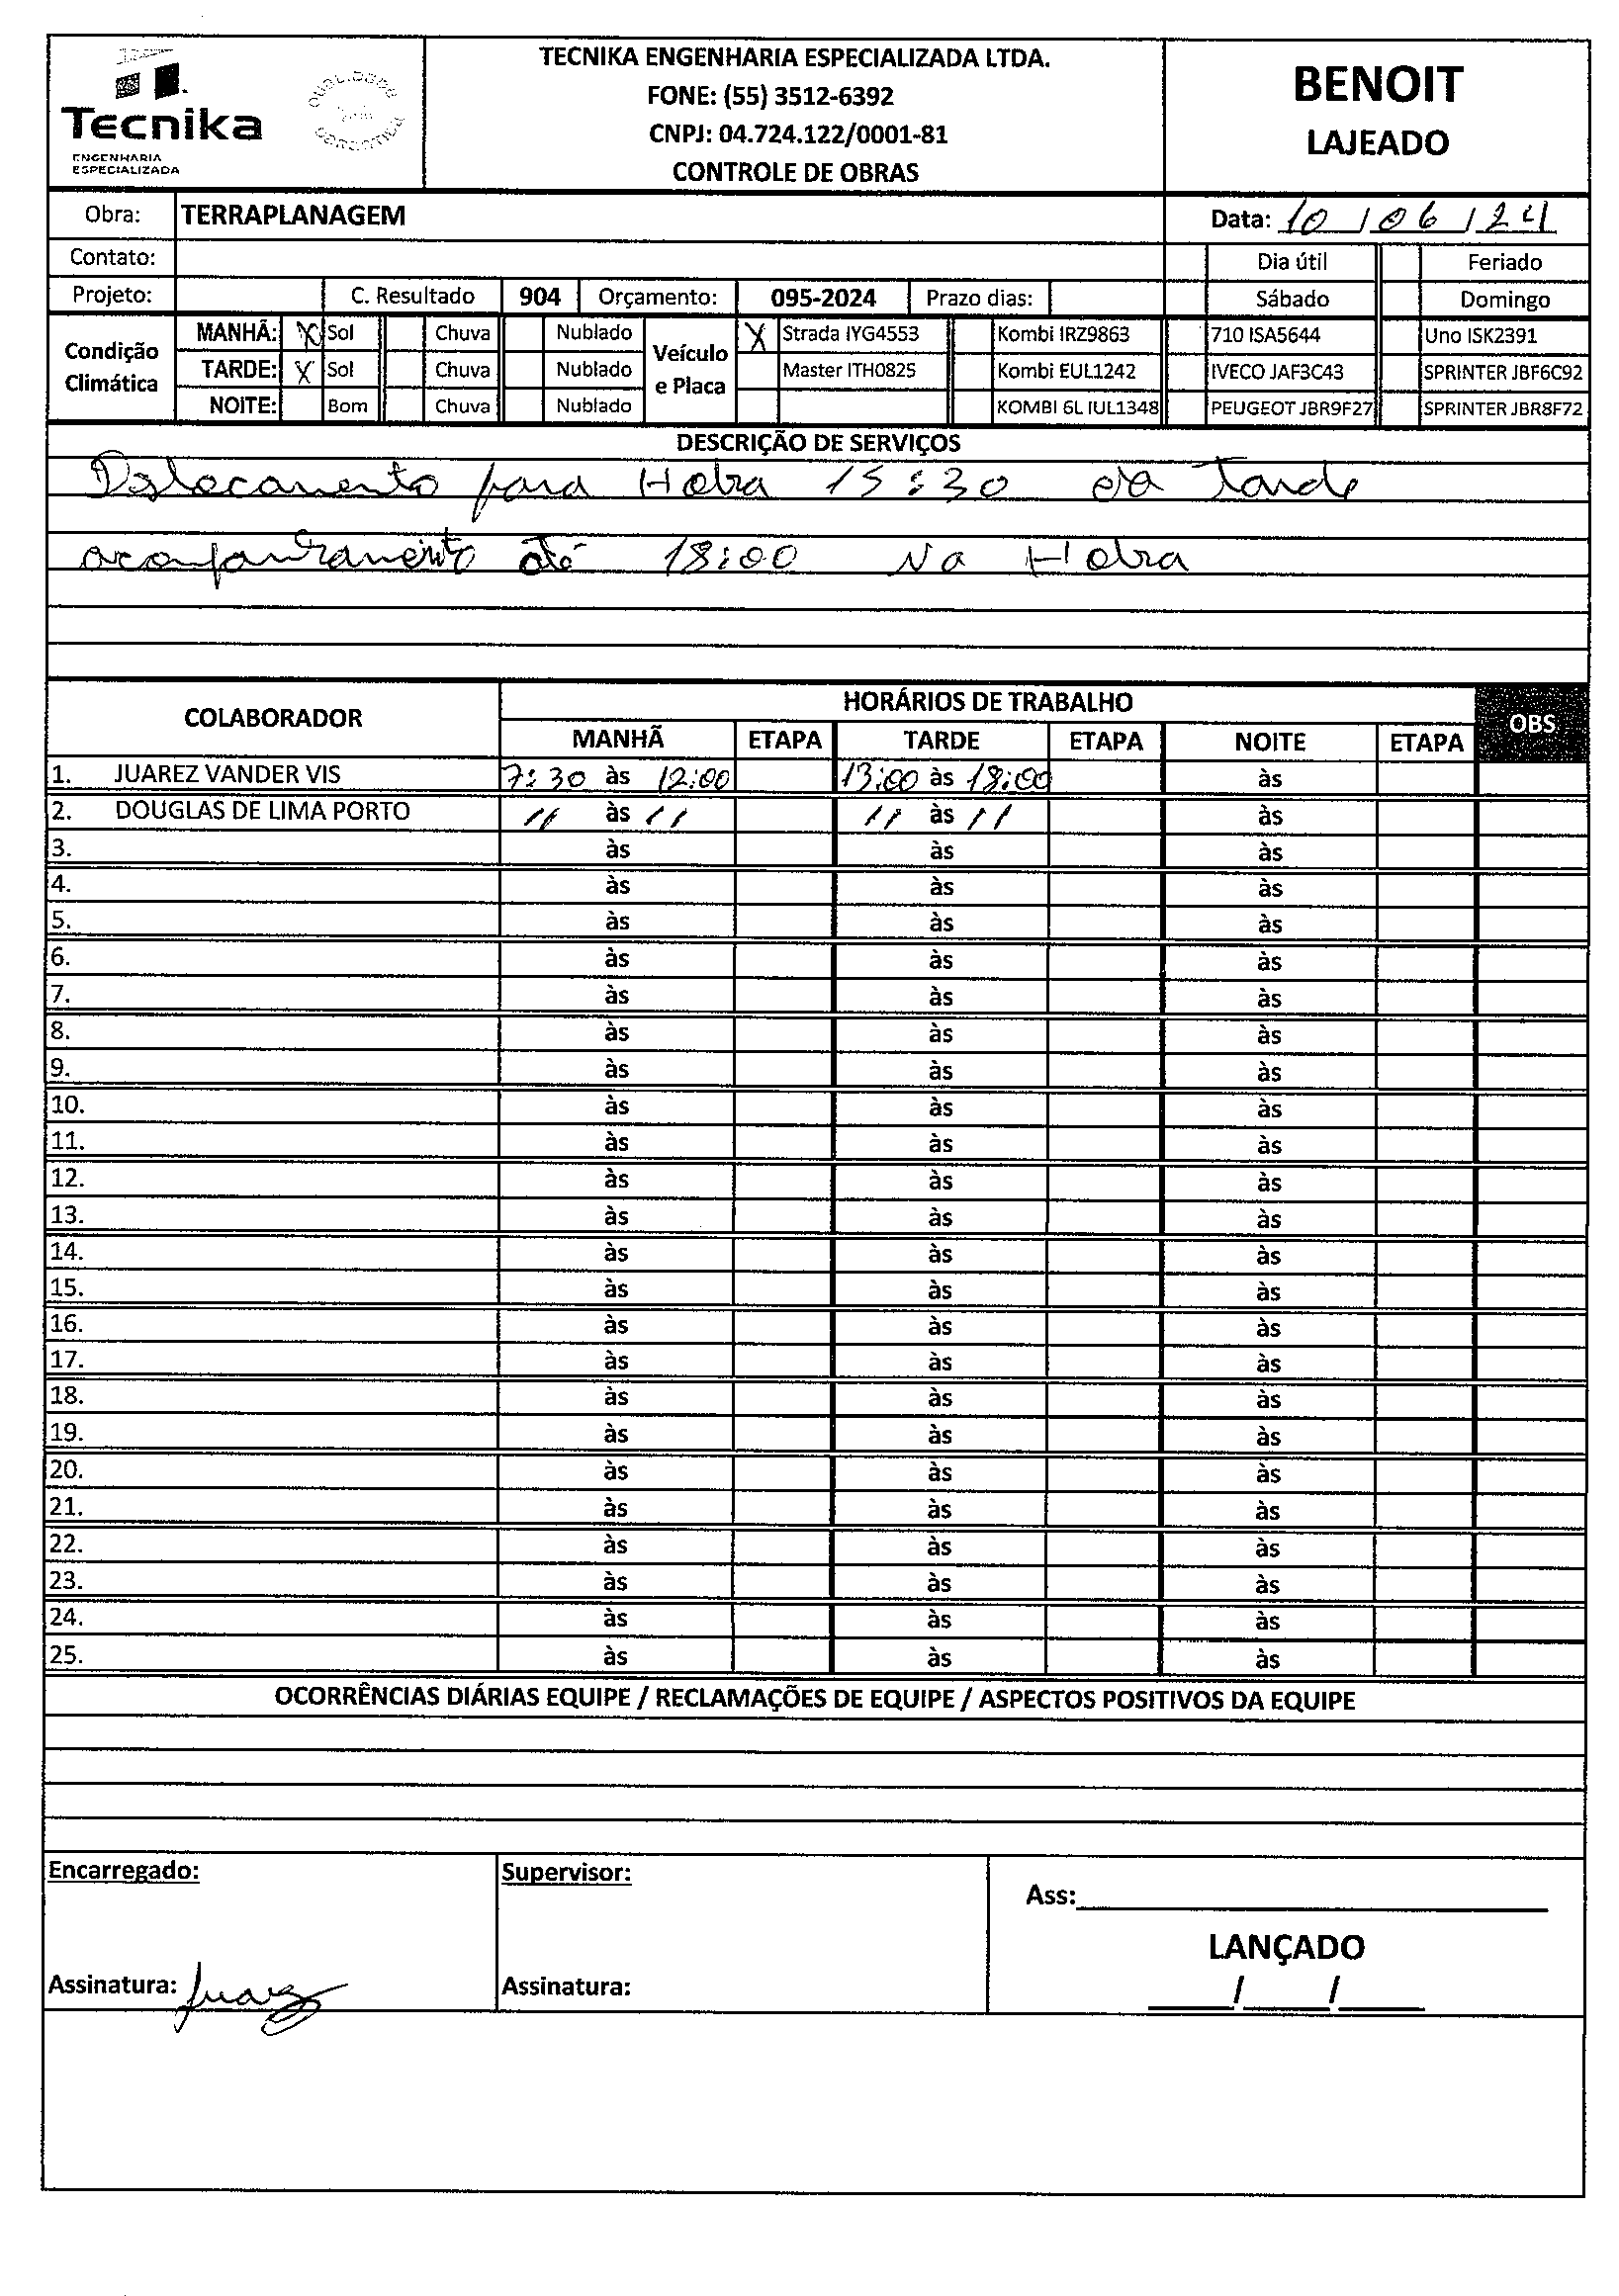 Tecnika
ENGENHARIA
ESPECIALIZADA
TECNIKA ENGENHARIA ESPECIALIZADA LTDA.
FONE: (55) 3512-6392
CNPJ: 04.724.122/0001-81
CONTROLE DE OBRAS
BENOIT
LAJEADO
Obra: TERRAPLANAGEM Data: 10 / 06 / 24
Contato: Dia útil Feriado
Projeto: C. Resultado 904 Orçamento: 095-2024 Prazo dias: Sábado Domingo
Condição Climática
MANHÃ: X Sol Chuva Nublado
TARDE: X Sol Chuva Nublado
NOITE: Bom Chuva Nublado
Veículo e Placa
X Strada IYG4553 Kombi IRZ9863 710 ISA5644 Uno ISK2391
Master ITH0825 Kombi EUL1242 IVECO JAF3C43 SPRINTER JBF6C92
KOMBI 6L IUL1348 PEUGEOT JBR9F27 SPRINTER JBR8F72
DESCRIÇÃO DE SERVIÇOS
Dslocamento para Hobra 15:30 da Tarde
acompanhamento até 18:00 Na Hobra
COLABORADOR HORÁRIOS DE TRABALHO OBS
MANHÃ ETAPA TARDE ETAPA NOITE ETAPA
1. JUAREZ VANDER VIS 7:30 às 12:00 13:00 às 18:00 às
2. DOUGLAS DE LIMA PORTO 11 às 11 11 às 11 às
3. às às às
4. às às às
5. às às às
6. às às às
7. às às às
8. às às às
9. às às às
10. às às às
11. às às às
12. às às às
13. às às às
14. às às às
15. às às às
16. às às às
17. às às às
18. às às às
19. às às às
20. às às às
21. às às às
22. às às às
23. às às às
24. às às às
25. às às às
OCORRÊNCIAS DIÁRIAS EQUIPE / RECLAMAÇÕES DE EQUIPE / ASPECTOS POSITIVOS DA EQUIPE
Encarregado:
Assinatura: Juarez
Supervisor:
Assinatura:
Ass:
LANÇADO
/ /